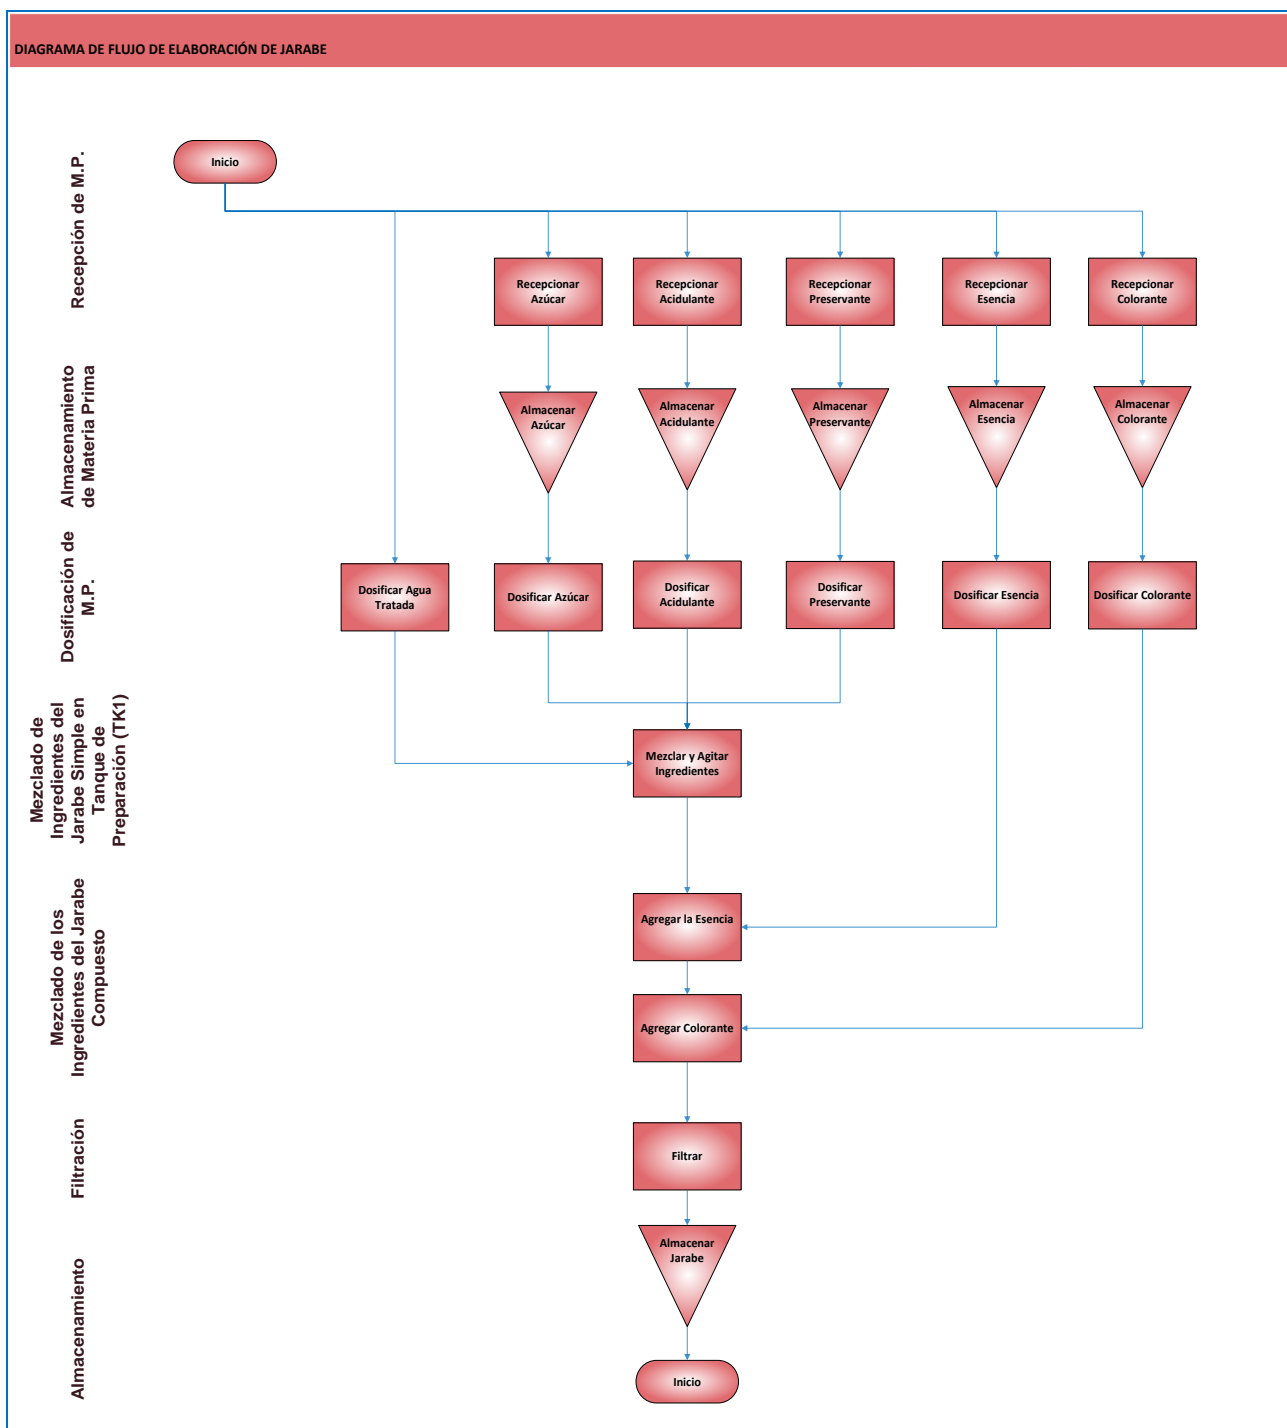 DIAGRAMA DE FLUJO DE ELABORACIÓN DE JARABE
Recepción de M.P.
Inicio
Recepcionar
Azúcar
Recepcionar
Acidulante
Recepcionar
Preservante
Recepcionar
Esencia
Recepcionar
Colorante
Almacenamiento
de Materia Prima
Almacenar
Azúcar
Almacenar
Acidulante
Almacenar
Preservante
Almacenar
Esencia
Almacenar
Colorante
Dosificación de
M.P.
Dosificar Agua
Tratada
Dosificar Azúcar
Dosificar
Acidulante
Dosificar
Preservante
Dosificar Esencia
Dosificar Colorante
Mezclado de
Ingredientes del
Jarabe Simple en
Tanque de
Preparación (TK1)
Mezclar y Agitar
Ingredientes
Mezclado de los
Ingredientes del Jarabe
Compuesto
Agregar la Esencia
Agregar Colorante
Filtración
Filtrar
Almacenamiento
Almacenar
Jarabe
Inicio